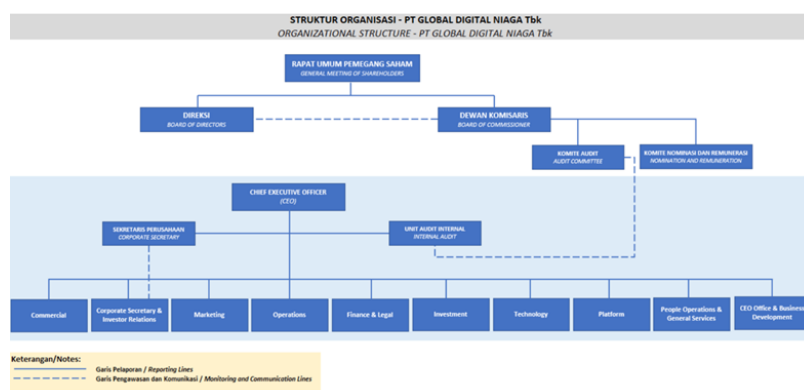 STRUKTUR ORGANISASI - PT GLOBAL DIGITAL NIAGA Tbk
ORGANIZATIONAL STRUCTURE - PT GLOBAL DIGITAL NIAGA Tbk
RAPAT UMUM PEMEGANG SAHAM
GENERAL MEETING OF SHAREHOLDERS
DIREKSI
BOARD OF DIRECTORS
DEWAN KOMISARIS
BOARD OF COMMISSIONER
KOMITE AUDIT
AUDIT COMMITTEE
KOMITE NOMINASI DAN REMUNERASI
NOMINATION AND REMUNERATION
CHIEF EXECUTIVE OFFICER
(CEO)
SEKRETARIS PERUSAHAAN
CORPORATE SECRETARY
UNIT AUDIT INTERNAL
INTERNAL AUDIT
Commercial
Corporate Secretary &
Investor Relations
Marketing
Operations
Finance & Legal
Investment
Technology
Platform
People Operations &
General Services
CEO Office & Business
Development
Keterangan/Notes:
Garis Pelaporan / Reporting Lines
Garis Pengawasan dan Komunikasi / Monitoring and Communication Lines